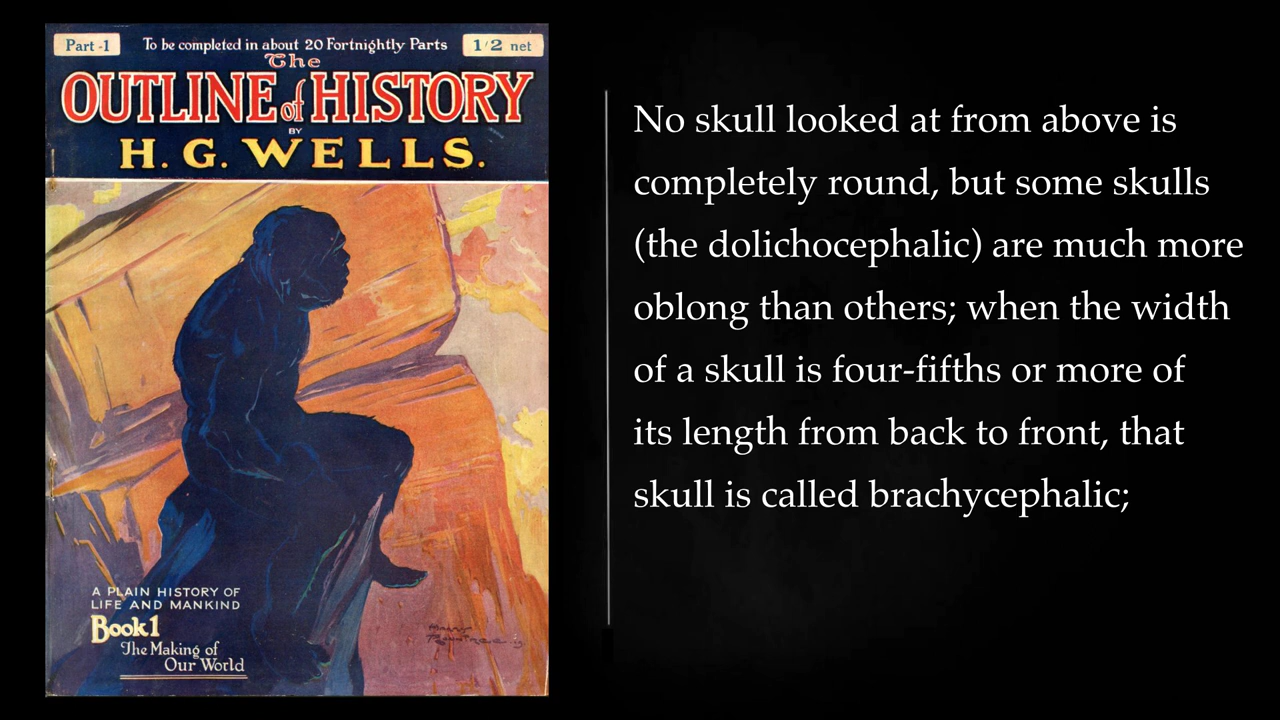 Part -1
To be completed in about 20 Fortnightly Parts
1/2 net
The
OUTLINE of HISTORY
BY
H. G. WELLS.
A PLAIN HISTORY OF
LIFE AND MANKIND
Book 1
The Making of
Our World
No skull looked at from above is
completely round, but some skulls
(the dolichocephalic) are much more
oblong than others; when the width
of a skull is four-fifths or more of
its length from back to front, that
skull is called brachycephalic;